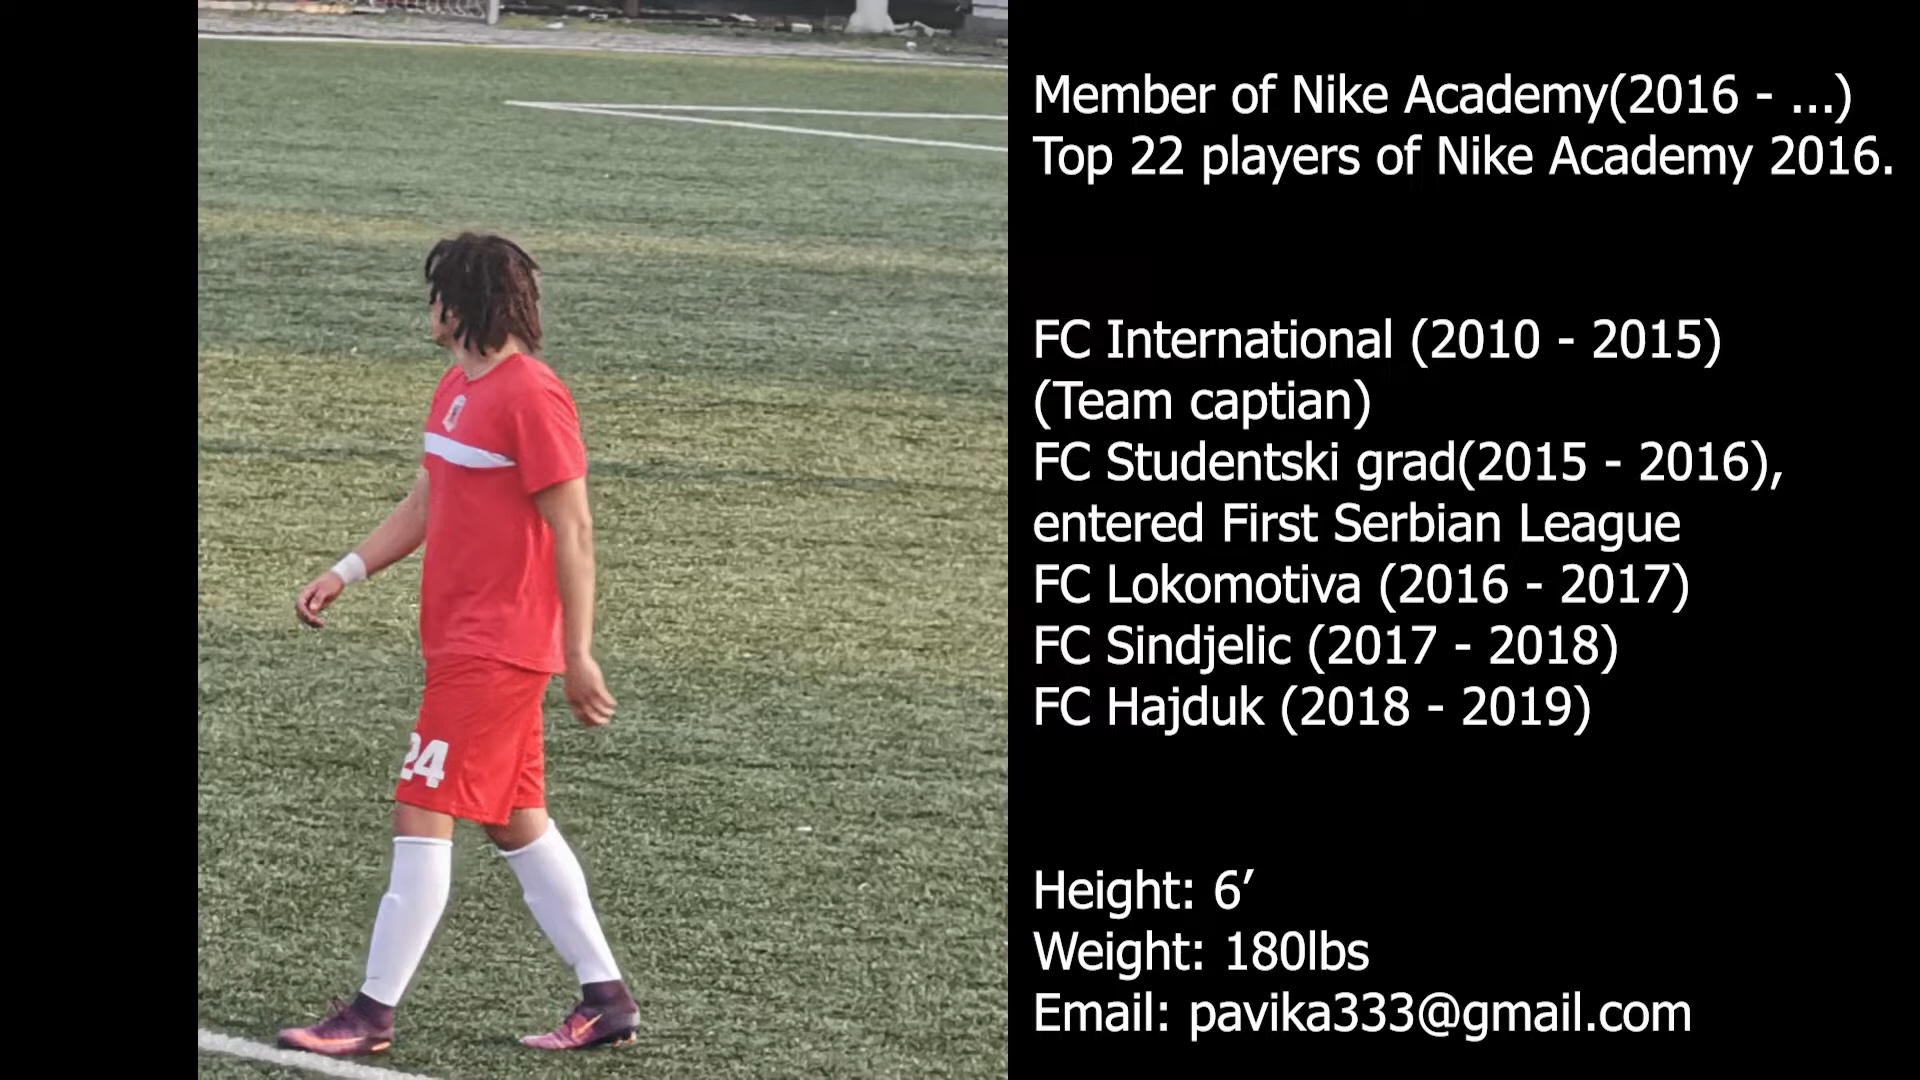 Member of Nike Academy(2016 - ...)
Top 22 players of Nike Academy 2016.
FC International (2010 - 2015)
(Team captian)
FC Studentski grad(2015 - 2016),
entered First Serbian League
FC Lokomotiva (2016 - 2017)
FC Sindjelic (2017 - 2018)
FC Hajduk (2018 - 2019)
Height: 6’
Weight: 180lbs
Email: pavika333@gmail.com
24